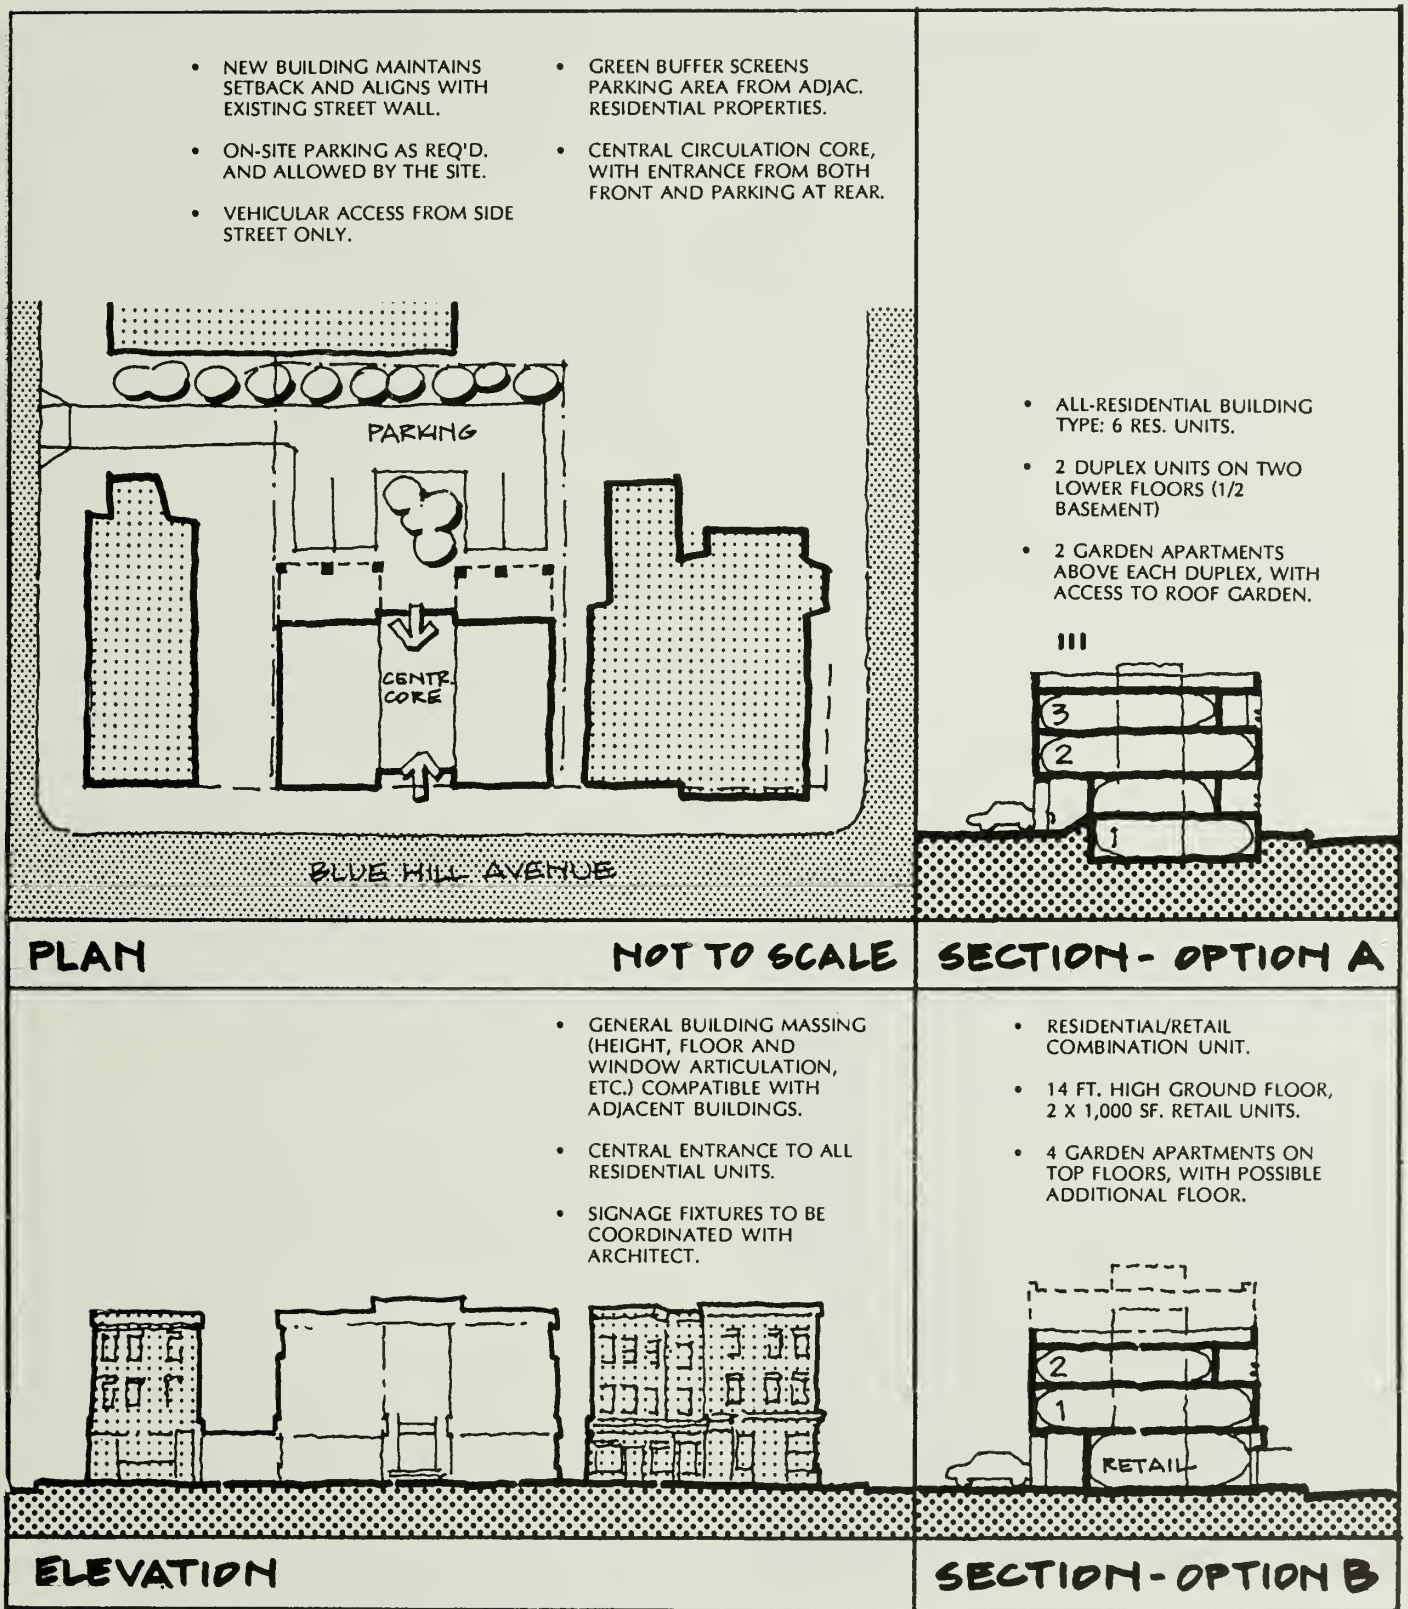 • NEW BUILDING MAINTAINS
SETBACK AND ALIGNS WITH
EXISTING STREET WALL.
• ON-SITE PARKING AS REQ'D.
AND ALLOWED BY THE SITE.
• VEHICULAR ACCESS FROM SIDE
STREET ONLY.
• GREEN BUFFER SCREENS
PARKING AREA FROM ADJAC.
RESIDENTIAL PROPERTIES.
• CENTRAL CIRCULATION CORE,
WITH ENTRANCE FROM BOTH
FRONT AND PARKING AT REAR.
PARKING
CENTR.
CORE
BLUE HILL AVENUE
PLAN
NOT TO SCALE
• ALL-RESIDENTIAL BUILDING
TYPE: 6 RES. UNITS.
• 2 DUPLEX UNITS ON TWO
LOWER FLOORS (1/2
BASEMENT)
• 2 GARDEN APARTMENTS
ABOVE EACH DUPLEX, WITH
ACCESS TO ROOF GARDEN.
3
2
1
SECTION - OPTION A
• GENERAL BUILDING MASSING
(HEIGHT, FLOOR AND
WINDOW ARTICULATION,
ETC.) COMPATIBLE WITH
ADJACENT BUILDINGS.
• CENTRAL ENTRANCE TO ALL
RESIDENTIAL UNITS.
• SIGNAGE FIXTURES TO BE
COORDINATED WITH
ARCHITECT.
ELEVATION
• RESIDENTIAL/RETAIL
COMBINATION UNIT.
• 14 FT. HIGH GROUND FLOOR,
2 X 1,000 SF. RETAIL UNITS.
• 4 GARDEN APARTMENTS ON
TOP FLOORS, WITH POSSIBLE
ADDITIONAL FLOOR.
2
1
RETAIL
SECTION - OPTION B